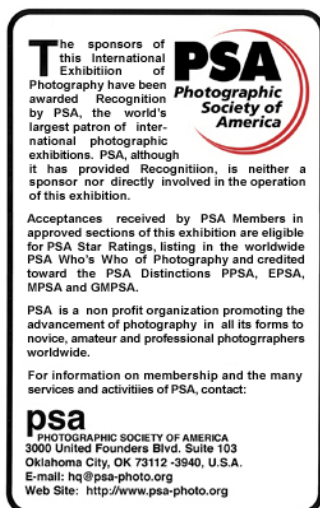 The sponsors of
this International
Exhibitiion of
Photography have been
awarded Recognition
by PSA, the world's
largest patron of inter-
national photographic
exhibitions. PSA, although
it has provided Recognitiion, is neither a
sponsor nor directly involved in the operation
of this exhibition.
PSA
Photographic
Society of
America
Acceptances received by PSA Members in
approved sections of this exhibition are eligible
for PSA Star Ratings, listing in the worldwide
PSA Who's Who of Photography and credited
toward the PSA Distinctions PPSA, EPSA,
MPSA and GMPSA.
PSA is a non profit organization promoting the
advancement of photography in all its forms to
novice, amateur and professional photogrraphers
worldwide.
For information on membership and the many
services and activitiies of PSA, contact:
psa
PHOTOGRAPHIC SOCIETY OF AMERICA
3000 United Founders Blvd. Suite 103
Oklahoma City, OK 73112 -3940, U.S.A.
E-mail: hq@psa-photo.org
Web Site: http://www.psa-photo.org